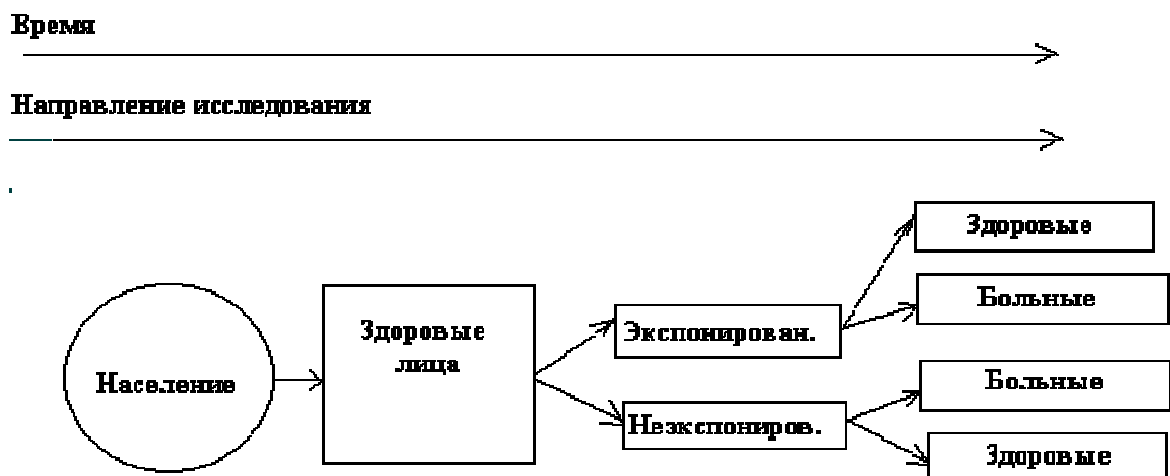 Время
Направление исследования
Здоровые
Больные
Здоровые
лица
Экспонирован.
Население
Больные
Неэкспониров.
Здоровые